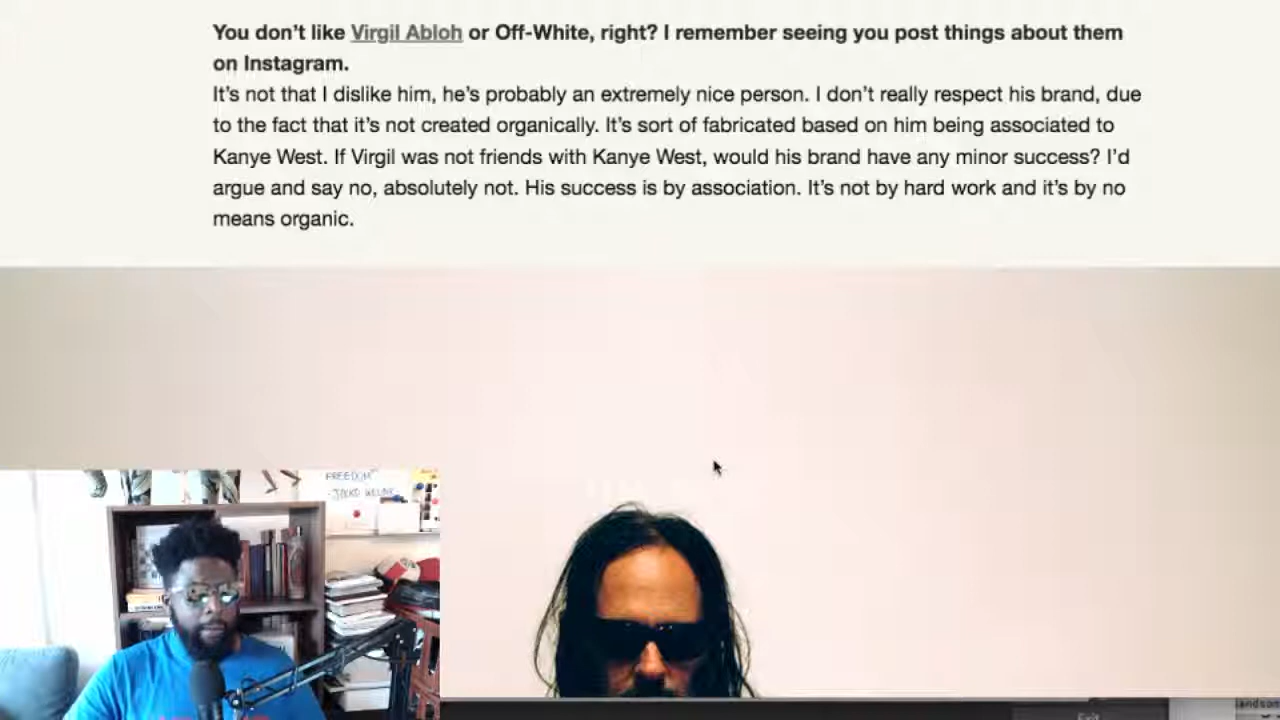 You don’t like Virgil Abloh or Off-White, right? I remember seeing you post things about them
on Instagram.
It’s not that I dislike him, he’s probably an extremely nice person. I don’t really respect his brand, due
to the fact that it’s not created organically. It’s sort of fabricated based on him being associated to
Kanye West. If Virgil was not friends with Kanye West, would his brand have any minor success? I’d
argue and say no, absolutely not. His success is by association. It’s not by hard work and it’s by no
means organic.
FREEDOM"